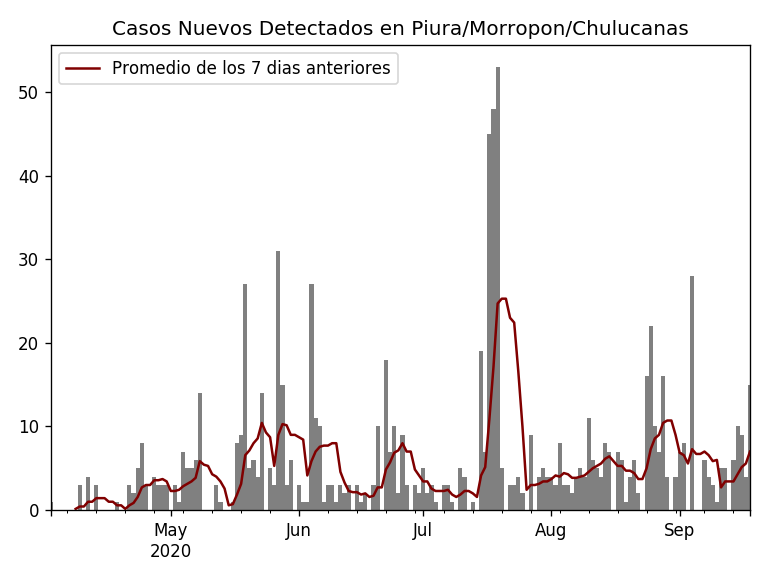 Casos Nuevos Detectados en Piura/Morropon/Chulucanas
Promedio de los 7 dias anteriores
50
40
30
20
10
0
May Jun Jul Aug Sep
2020